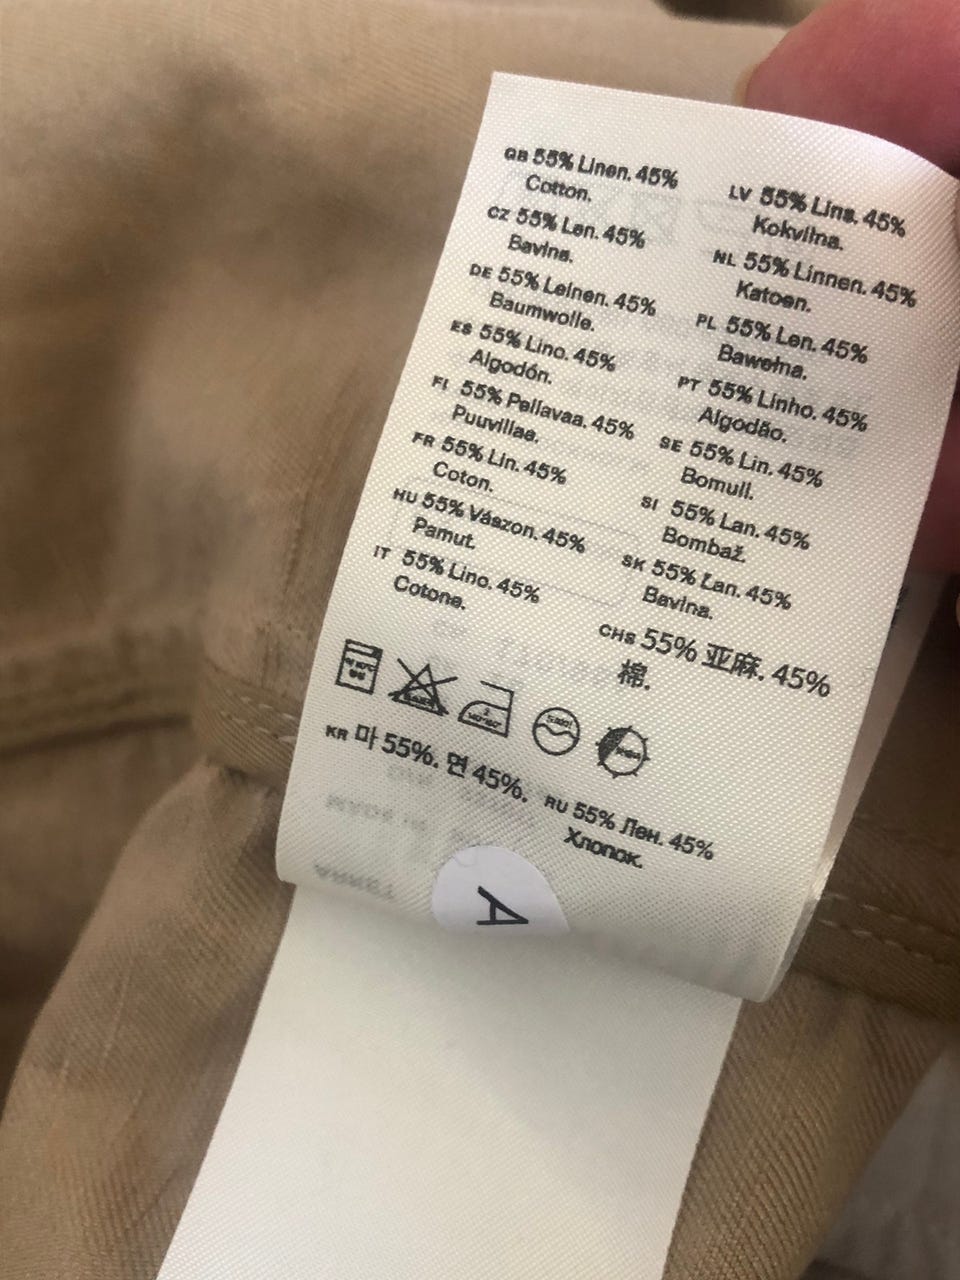 GB 55% Linen. 45%
Cotton.
CZ 55% Len. 45%
Bavlna.
DE 55% Leinen. 45%
Baumwolle.
ES 55% Lino. 45%
Algodón.
FI 55% Pellavaa. 45%
Puuvillaa.
FR 55% Lin. 45%
Coton.
HU 55% Vászon. 45%
Pamut.
IT 55% Lino. 45%
Cotone.
LV 55% Lins. 45%
Kokvilna.
NL 55% Linnen. 45%
Katoen.
PL 55% Len. 45%
Bawełna.
PT 55% Linho. 45%
Algodão.
SE 55% Lin. 45%
Bomull.
SI 55% Lan. 45%
Bombaž.
SK 55% Ľan. 45%
Bavlna.
CHS 55% 亚麻. 45%
棉.
KR 마 55%. 면 45%.
RU 55% Лен. 45%
Хлопок.
A